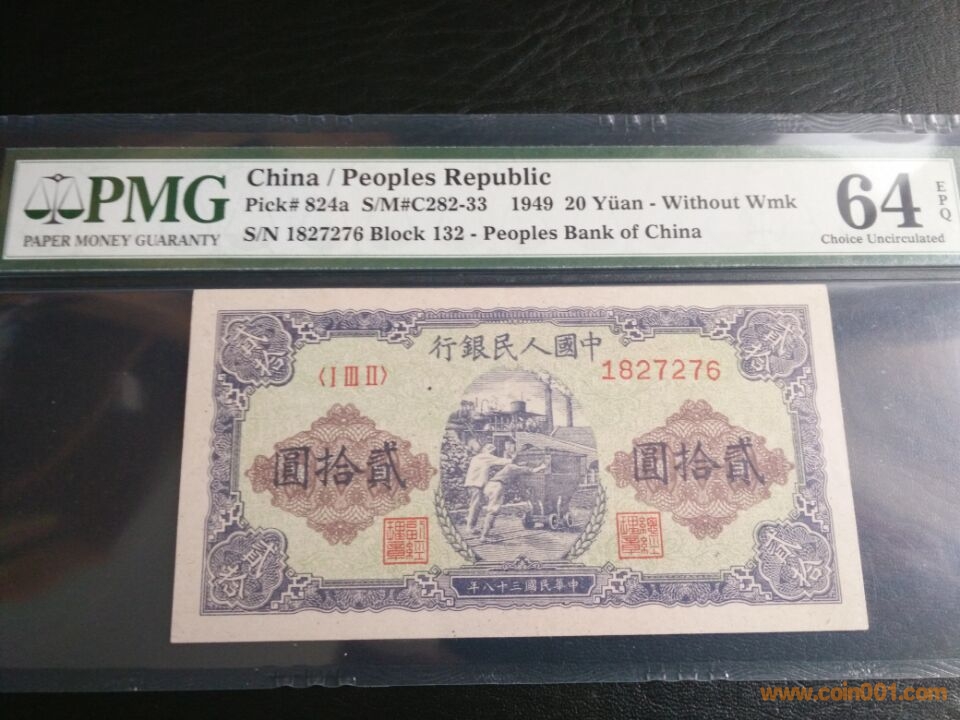 PMG
PAPER MONEY GUARANTY
China / Peoples Republic
Pick# 824a S/M#C282-33 1949 20 Yüan - Without Wmk
S/N 1827276 Block 132 - Peoples Bank of China
64
EPQ
Choice Uncirculated
行銀民人國中
〈I III II〉
1827276
圓拾貳
圓拾貳
年八十三國民華中
www.coin001.com